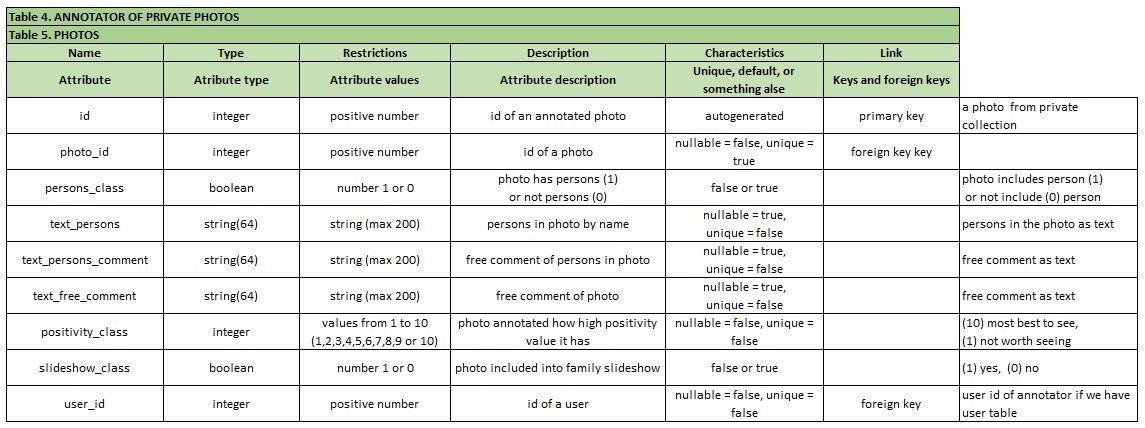 Table 4. ANNOTATOR OF PRIVATE PHOTOS
Table 5. PHOTOS
Name Type Restrictions Description Characteristics Link
Attribute Atribute type Attribute values Attribute description Unique, default, or something alse Keys and foreign keys
id integer positive number id of an annotated photo autogenerated primary key a photo from private collection
photo_id integer positive number id of a photo nullable = false, unique = true foreign key key
persons_class boolean number 1 or 0 photo has persons (1) or not persons (0) false or true photo includes person (1) or not include (0) person
text_persons string(64) string (max 200) persons in photo by name nullable = true, unique = false persons in the photo as text
text_persons_comment string(64) string (max 200) free comment of persons in photo nullable = true, unique = false free comment as text
text_free_comment string(64) string (max 200) free comment of photo nullable = true, unique = false free comment as text
positivity_class integer values from 1 to 10 (1,2,3,4,5,6,7,8,9 or 10) photo annotated how high positivity value it has nullable = false, unique = false (10) most best to see, (1) not worth seeing
slideshow_class boolean number 1 or 0 photo included into family slideshow false or true (1) yes, (0) no
user_id integer positive number id of a user nullable = false, unique = false foreign key user id of annotator if we have user table